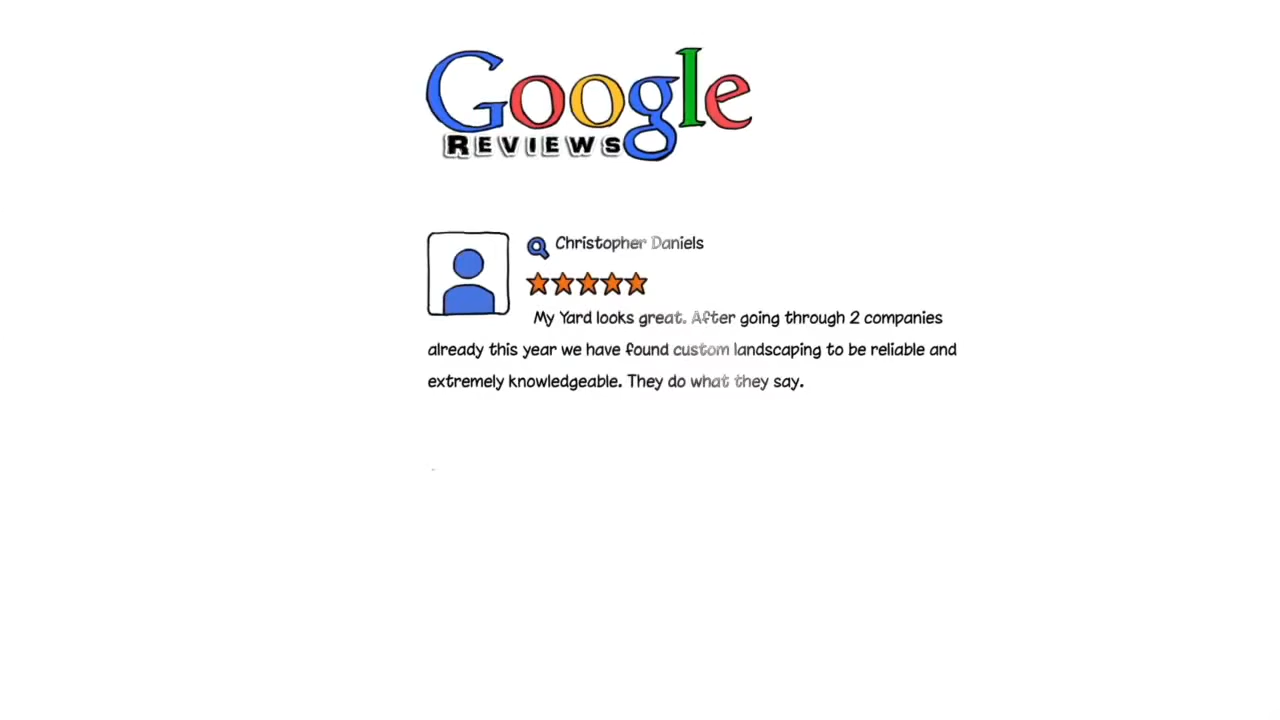 Google
REVIEWS
Christopher Daniels
My Yard looks great. After going through 2 companies
already this year we have found custom landscaping to be reliable and
extremely knowledgeable. They do what they say.